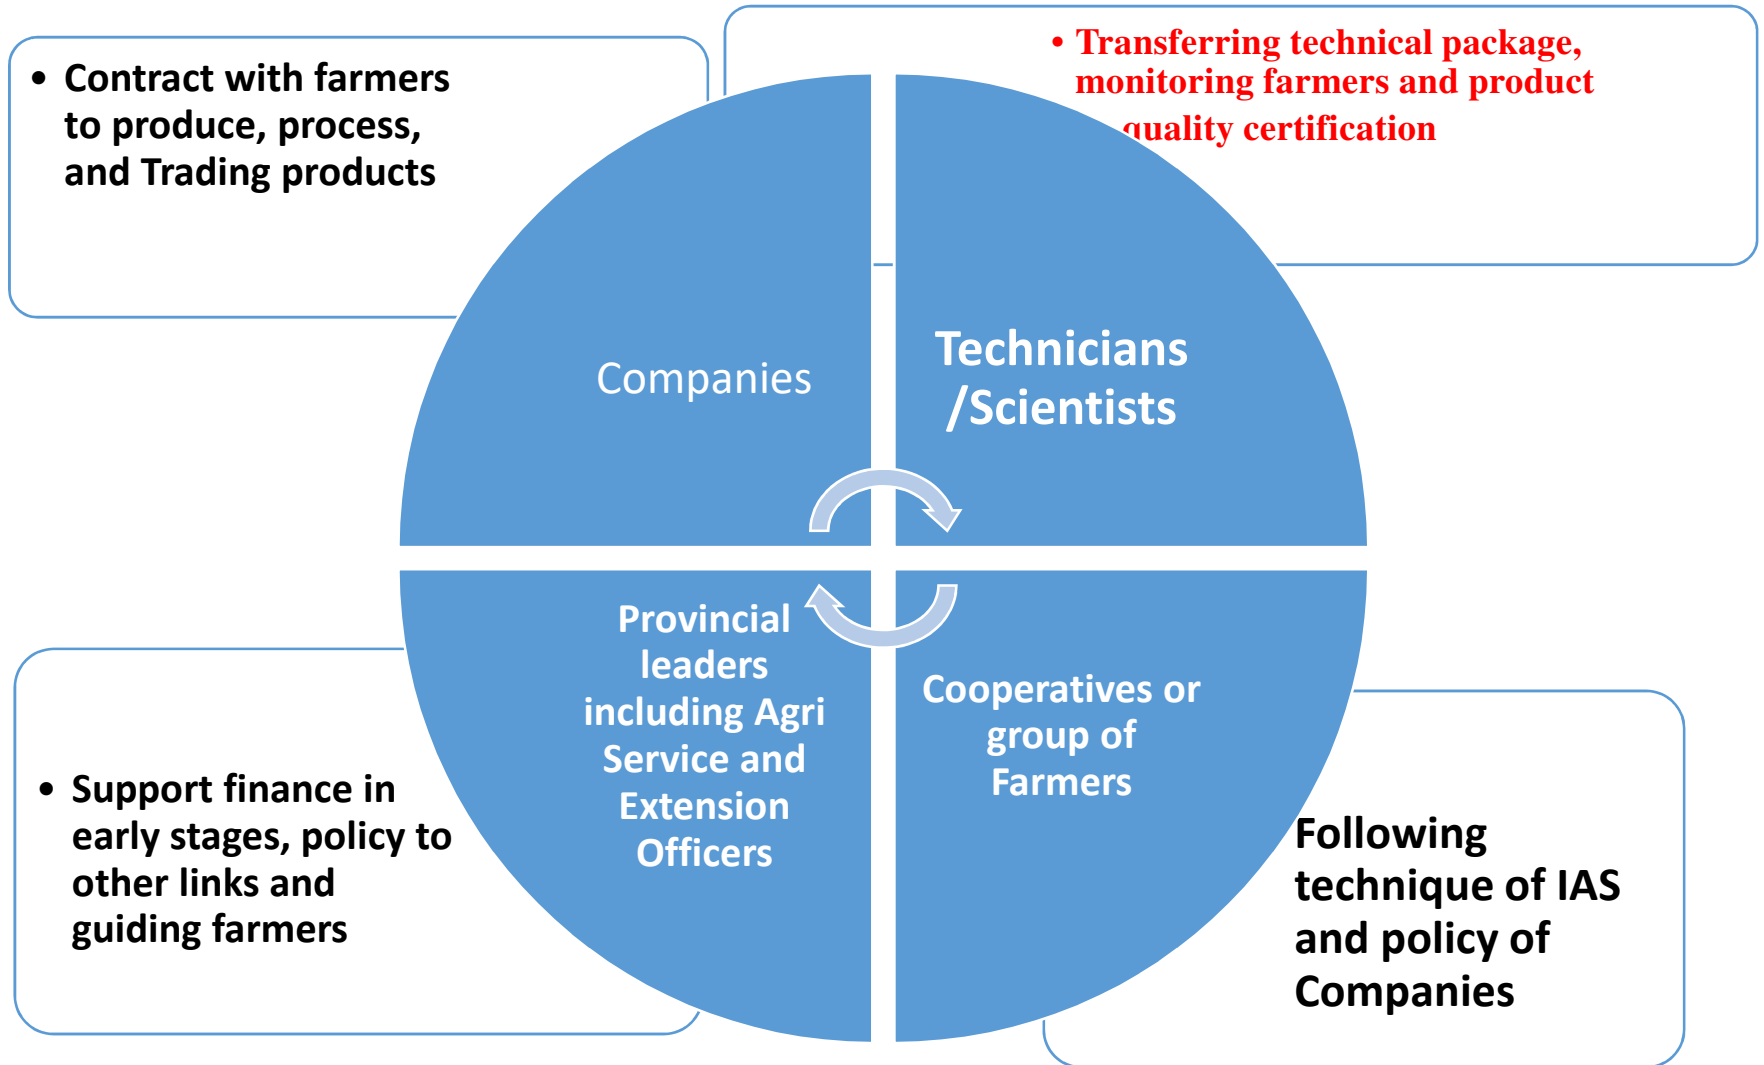 • Contract with farmers
to produce, process,
and Trading products
• Transferring technical package,
monitoring farmers and product
quality certification
Companies
Technicians
/Scientists
Provincial
leaders
including Agri
Service and
Extension
Officers
Cooperatives or
group of
Farmers
• Support finance in
early stages, policy to
other links and
guiding farmers
Following
technique of IAS
and policy of
Companies